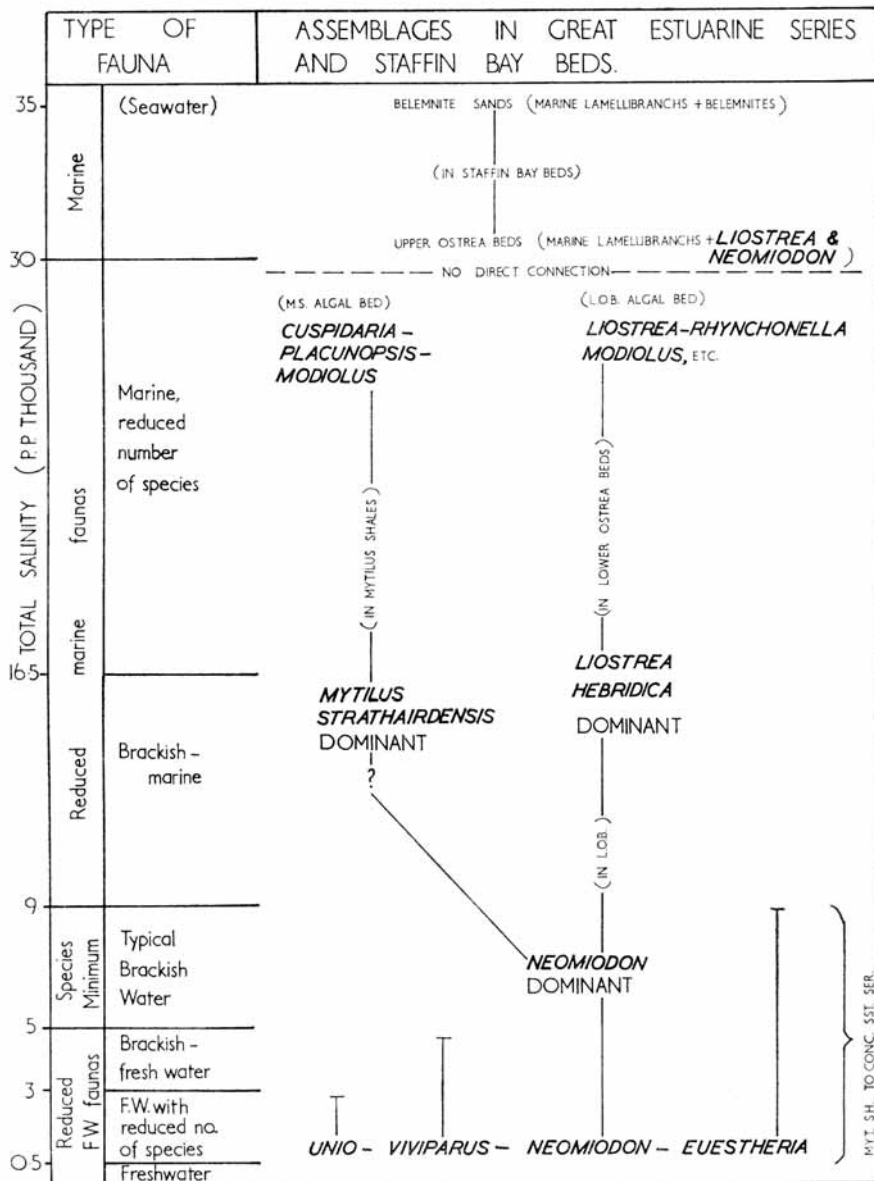 TYPE OF
FAUNA
ASSEMBLAGES IN GREAT ESTUARINE SERIES
AND STAFFIN BAY BEDS.
TOTAL SALINITY (P.P. THOUSAND)
35
30
16·5
9
5
3
0·5
Marine
Reduced marine faunas
Species
Minimum
Reduced
FW faunas
(Seawater)
Marine,
reduced
number
of species
Brackish –
marine
Typical
Brackish
Water
Brackish –
fresh water
F.W. with
reduced no.
of species
Freshwater
BELEMNITE SANDS (MARINE LAMELLIBRANCHS + BELEMNITES)
(IN STAFFIN BAY BEDS)
UPPER OSTREA BEDS (MARINE LAMELLIBRANCHS + LIOSTREA &
NEOMIODON)
NO DIRECT CONNECTION
(M.S. ALGAL BED)
CUSPIDARIA –
PLACUNOPSIS –
MODIOLUS
(L.O.B. ALGAL BED)
LIOSTREA-RHYNCHONELLA
MODIOLUS, ETC.
(IN MYTILUS SHALES)
(IN LOWER OSTREA BEDS)
MYTILUS
STRATHAIRDENSIS
DOMINANT
?
LIOSTREA
HEBRIDICA
DOMINANT
(IN L.O.B.)
NEOMIODON
DOMINANT
UNIO – VIVIPARUS – NEOMIODON – EUESTHERIA
MYT. SH. TO CONC. SST. SER.